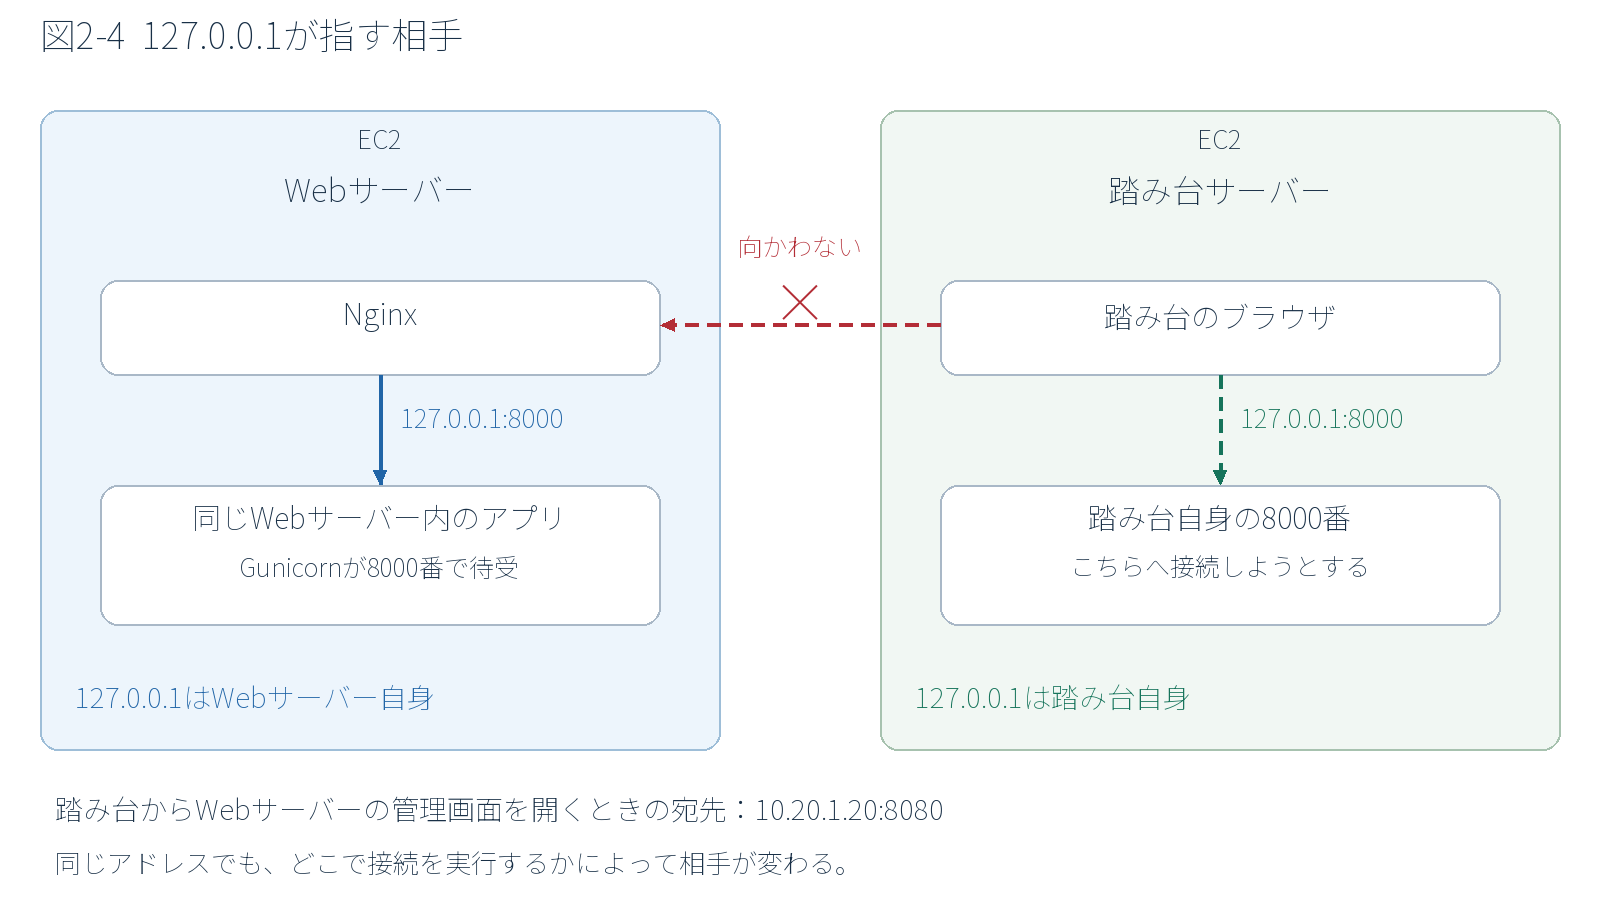 図2-4 127.0.0.1が指す相手
EC2
Webサーバー
Nginx
127.0.0.1:8000
同じWebサーバー内のアプリ
Gunicornが8000番で待受
127.0.0.1はWebサーバー自身
向かわない
EC2
踏み台サーバー
踏み台のブラウザ
127.0.0.1:8000
踏み台自身の8000番
こちらへ接続しようとする
127.0.0.1は踏み台自身
踏み台からWebサーバーの管理画面を開くときの宛先：10.20.1.20:8080
同じアドレスでも、どこで接続を実行するかによって相手が変わる。